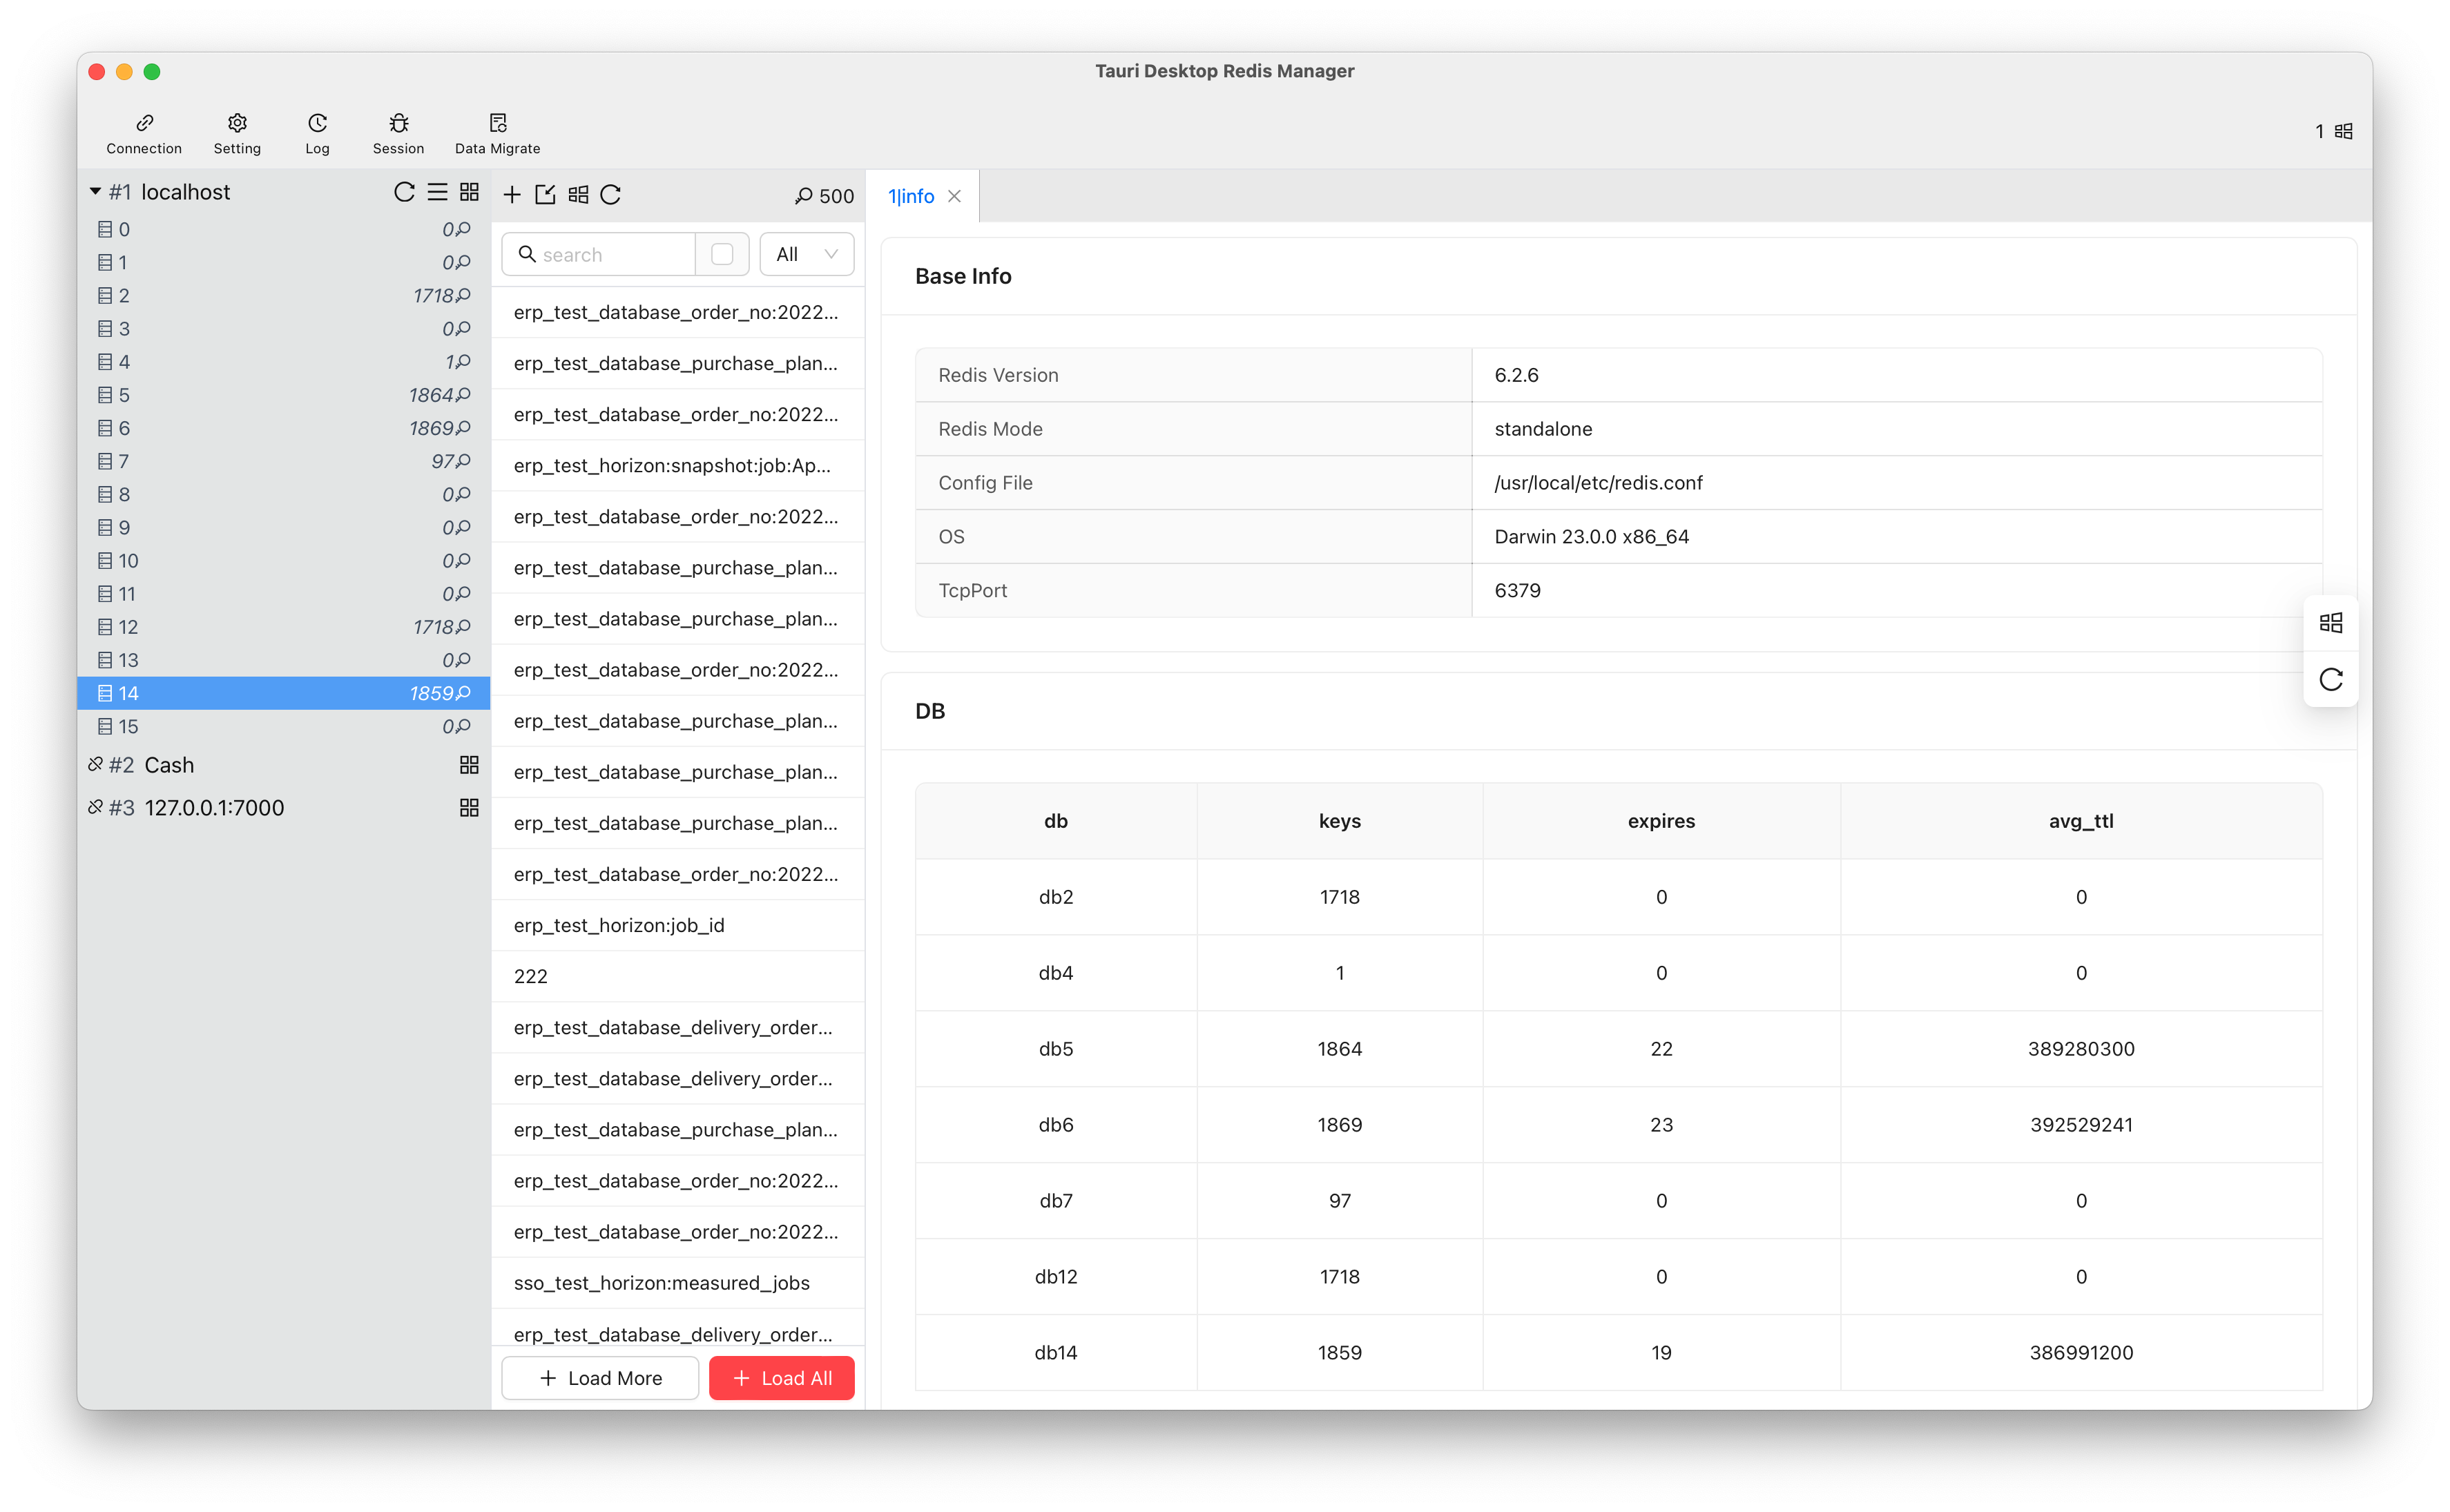 Tauri Desktop Redis Manager
Connection Setting Log Session Data Migrate
1
#1 localhost
0 0
1 0
2 1718
3 0
4 1
5 1864
6 1869
7 97
8 0
9 0
10 0
11 0
12 1718
13 0
14 1859
15 0
#2 Cash
#3 127.0.0.1:7000
500
search
All
erp_test_database_order_no:2022...
erp_test_database_purchase_plan...
erp_test_database_order_no:2022...
erp_test_horizon:snapshot:job:Ap...
erp_test_database_order_no:2022...
erp_test_database_purchase_plan...
erp_test_database_purchase_plan...
erp_test_database_order_no:2022...
erp_test_database_purchase_plan...
erp_test_database_purchase_plan...
erp_test_database_purchase_plan...
erp_test_database_order_no:2022...
erp_test_horizon:job_id
222
erp_test_database_delivery_order...
erp_test_database_delivery_order...
erp_test_database_purchase_plan...
erp_test_database_order_no:2022...
erp_test_database_order_no:2022...
sso_test_horizon:measured_jobs
erp_test_database_delivery_order...
+ Load More
+ Load All
1|info
Base Info
Redis Version 6.2.6
Redis Mode standalone
Config File /usr/local/etc/redis.conf
OS Darwin 23.0.0 x86_64
TcpPort 6379
DB
db keys expires avg_ttl
db2 1718 0 0
db4 1 0 0
db5 1864 22 389280300
db6 1869 23 392529241
db7 97 0 0
db12 1718 0 0
db14 1859 19 386991200